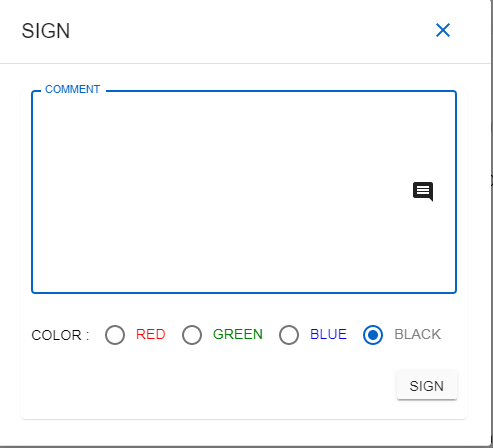 SIGN
COMMENT
COLOR : RED GREEN BLUE BLACK
SIGN